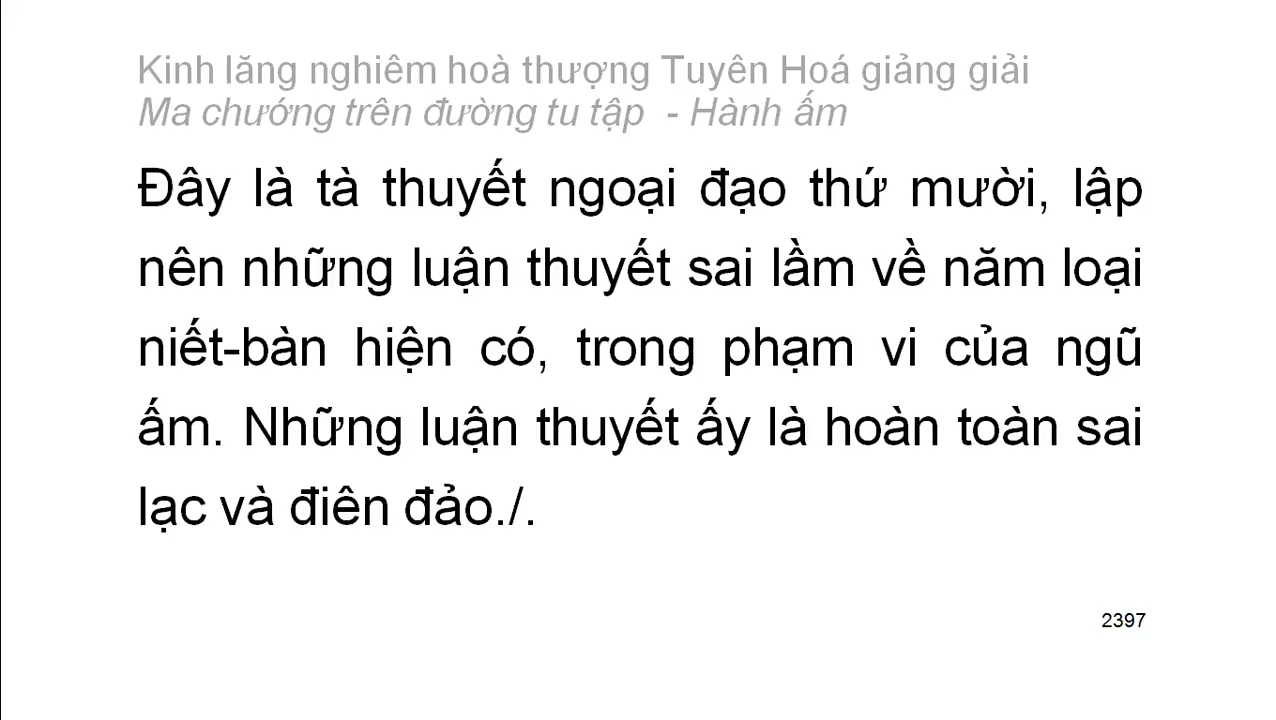 Kinh lăng nghiêm hoà thượng Tuyên Hoá giảng giải
Ma chướng trên đường tu tập - Hành ấm
Đây là tà thuyết ngoại đạo thứ mười, lập
nên những luận thuyết sai lầm về năm loại
niết-bàn hiện có, trong phạm vi của ngũ
ấm. Những luận thuyết ấy là hoàn toàn sai
lạc và điên đảo./.
2397